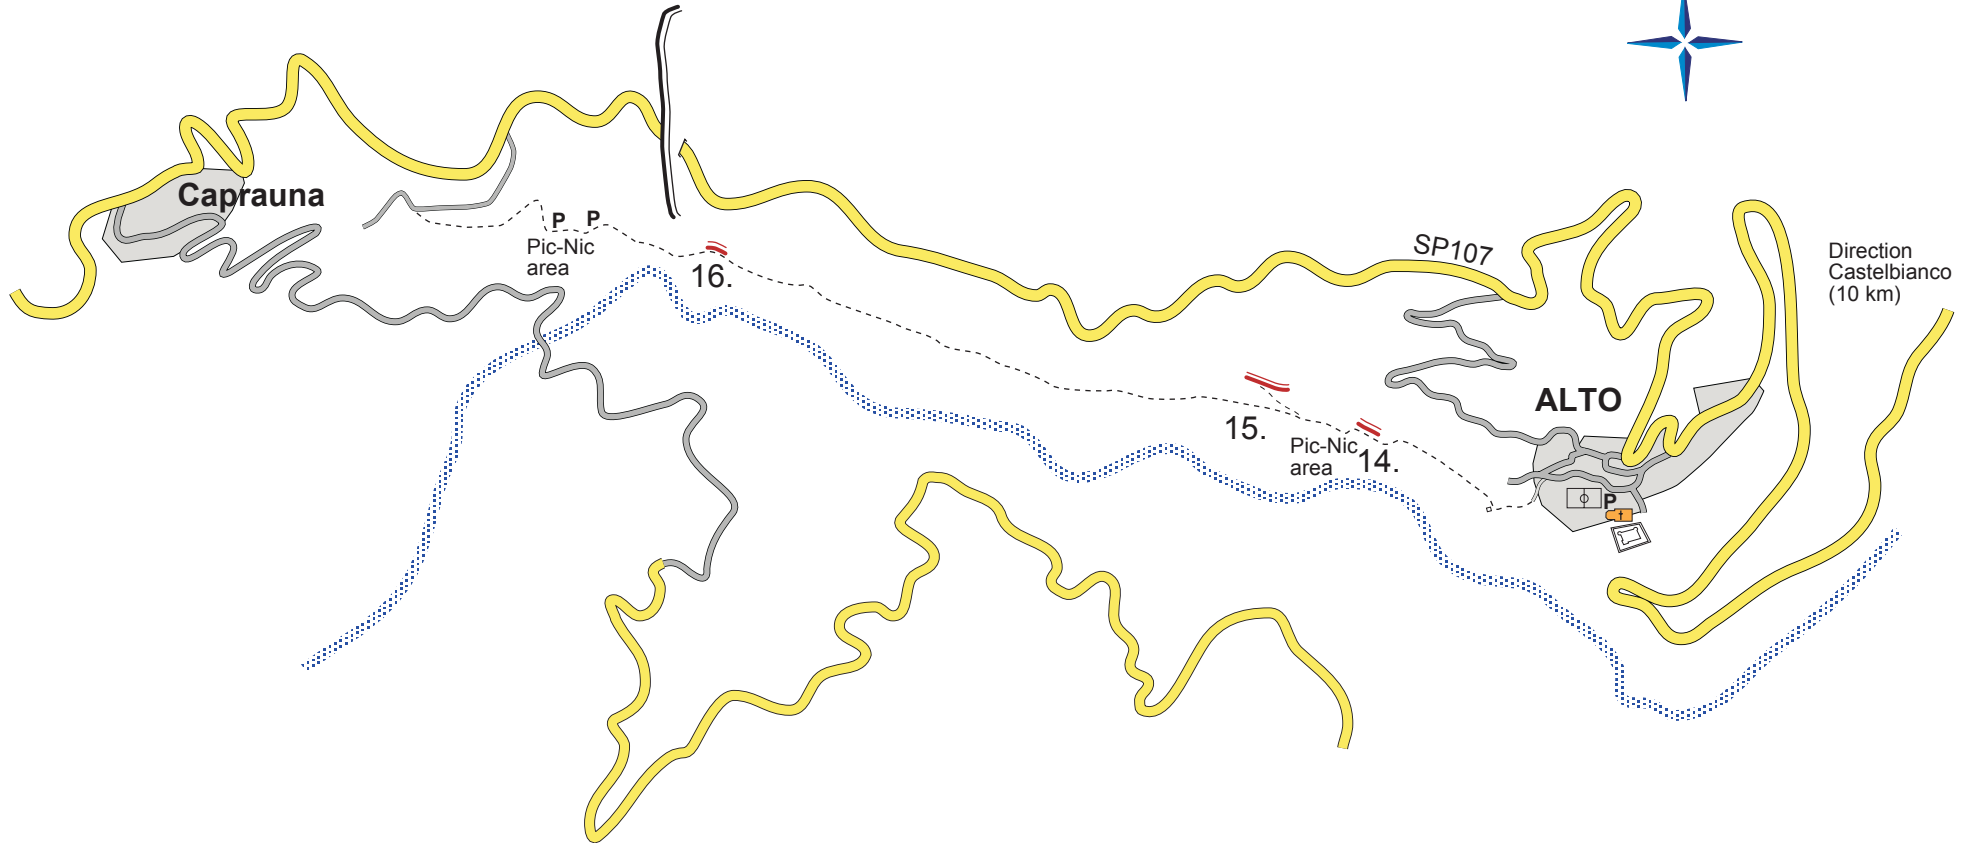 Caprauna
P P
Pic-Nic
area
16.
SP107
Direction
Castelbianco
(10 km)
ALTO
15.
Pic-Nic
area
14.
P